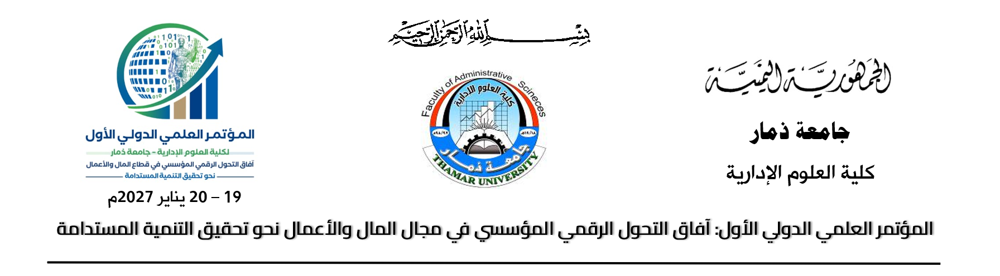 بِسْمِ اللهِ الرَّحْمٰنِ الرَّحِيمِ
الجمهورية اليمنية
جامعة ذمار
كلية العلوم الإدارية
Faculty of Administrative Scineces
كلية العلوم الإدارية
جامعة ذمار
THAMAR UNIVERSITY
المؤتمر العلمي الدولي الأول
لكلية العلوم الإدارية - جامعة ذمار
آفاق التحول الرقمي المؤسسي في قطاع المال والأعمال
نحو تحقيق التنمية المستدامة
19 – 20 يناير 2027م
المؤتمر العلمي الدولي الأول: آفاق التحول الرقمي المؤسسي في مجال المال والأعمال نحو تحقيق التنمية المستدامة